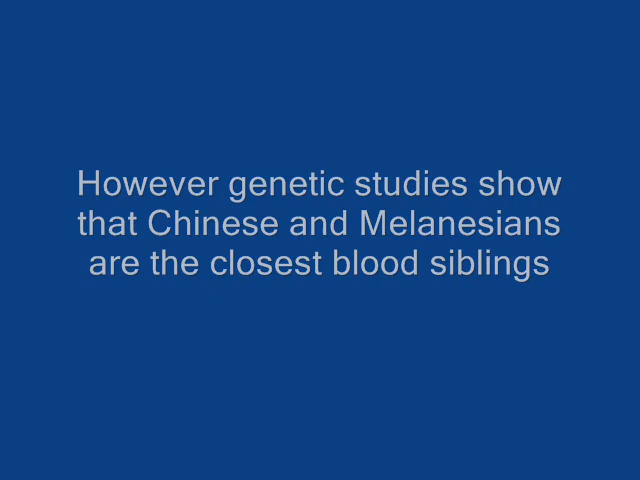 However genetic studies show
that Chinese and Melanesians
are the closest blood siblings